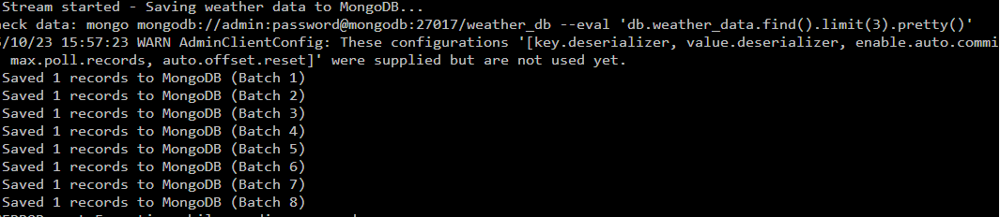 Stream started - Saving weather data to MongoDB...
eck data: mongo mongodb://admin:password@mongodb:27017/weather_db --eval 'db.weather_data.find().limit(3).pretty()'
/10/23 15:57:23 WARN AdminClientConfig: These configurations '[key.deserializer, value.deserializer, enable.auto.commi
max.poll.records, auto.offset.reset]' were supplied but are not used yet.
Saved 1 records to MongoDB (Batch 1)
Saved 1 records to MongoDB (Batch 2)
Saved 1 records to MongoDB (Batch 3)
Saved 1 records to MongoDB (Batch 4)
Saved 1 records to MongoDB (Batch 5)
Saved 1 records to MongoDB (Batch 6)
Saved 1 records to MongoDB (Batch 7)
Saved 1 records to MongoDB (Batch 8)